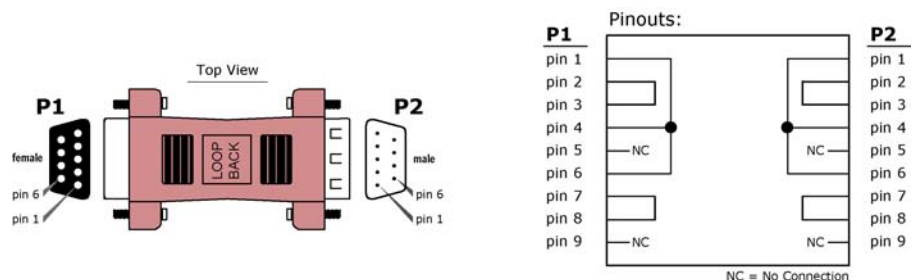 Top View
P1
P2
female
male
pin 6
pin 1
pin 6
pin 1
LOOP
BACK
Pinouts:
P1
P2
pin 1
pin 2
pin 3
pin 4
pin 5
pin 6
pin 7
pin 8
pin 9
NC
NC
NC
NC
pin 1
pin 2
pin 3
pin 4
pin 5
pin 6
pin 7
pin 8
pin 9
NC = No Connection